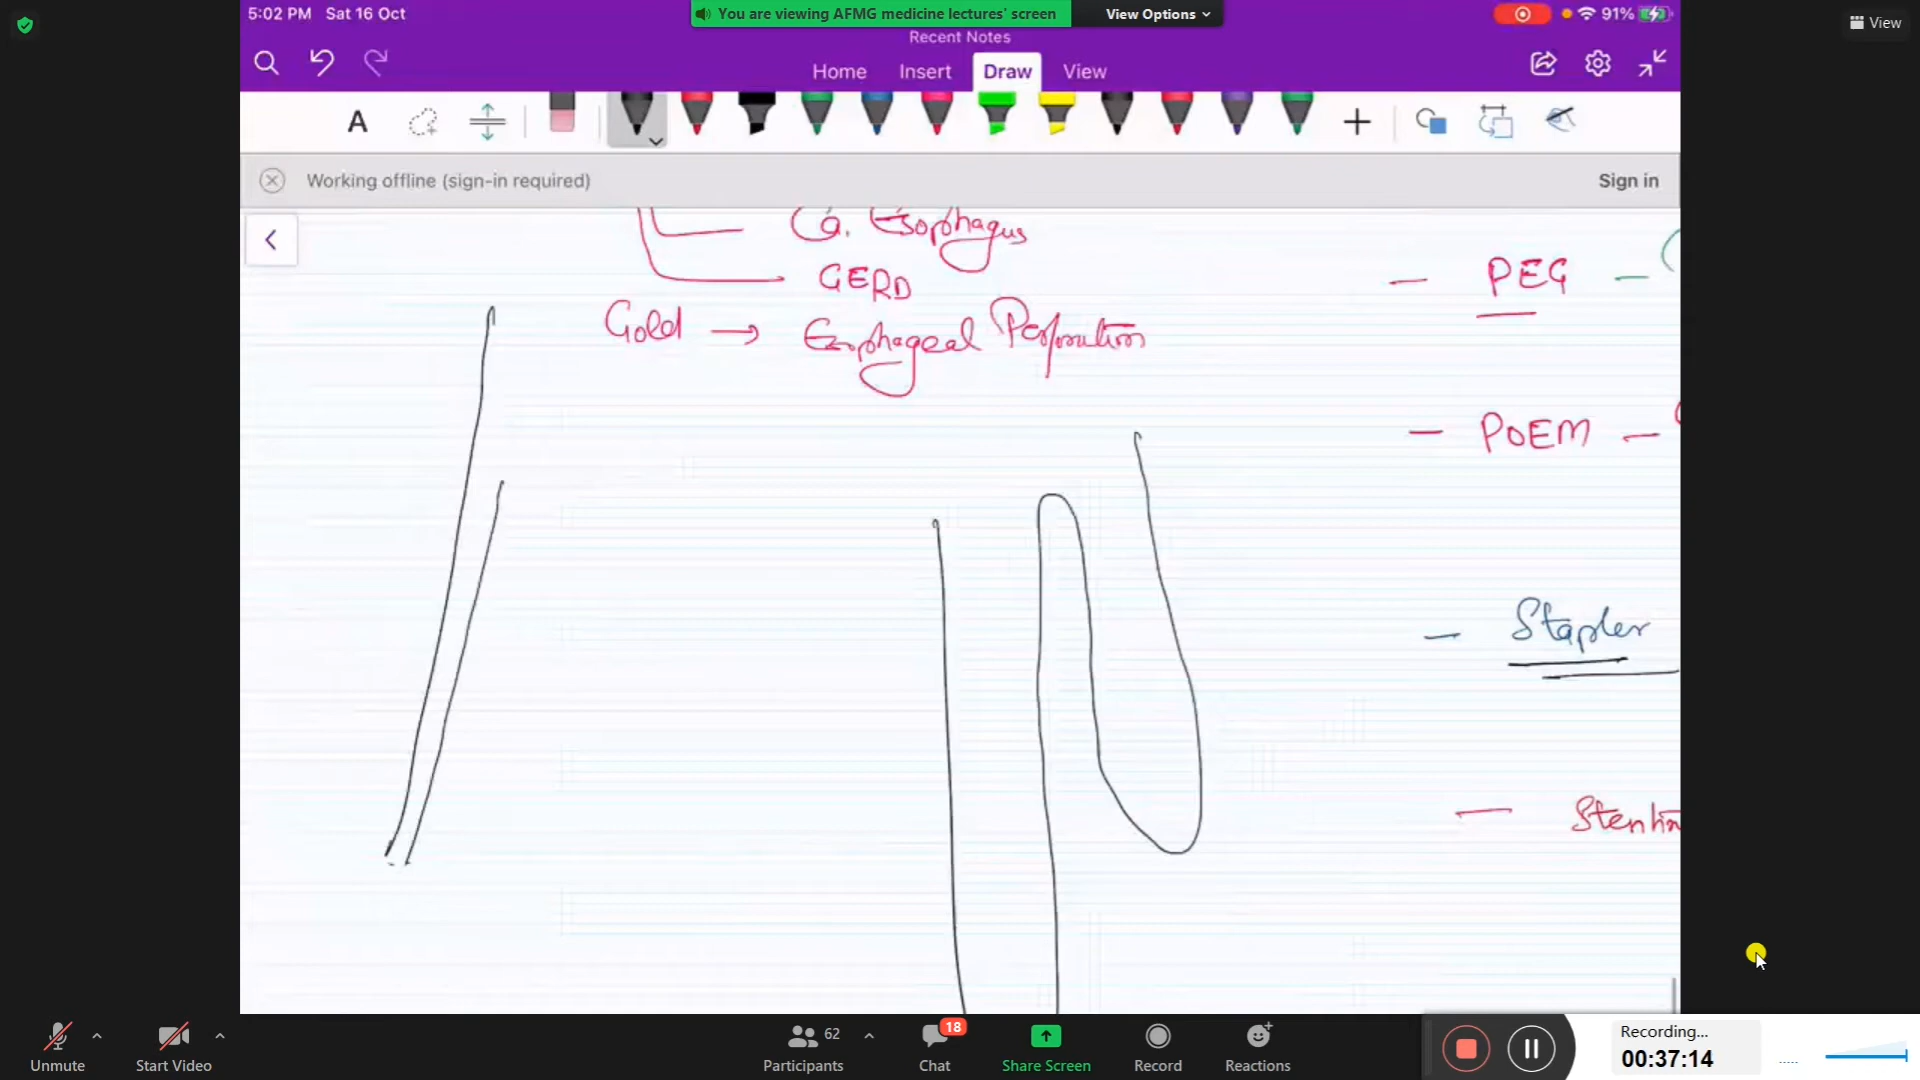 5:02 PM Sat 16 Oct
You are viewing AFMG medicine lectures' screen
View Options
91%
View
Recent Notes
Home Insert Draw View
A
Working offline (sign-in required)
Sign in
Ca. Esophagus
GERD
Gold → Esophageal Perforation
— PEG —
— POEM —
— Stapler
— Stentin
Unmute
Start Video
62
Participants
18
Chat
Share Screen
Record
Reactions
Recording...
00:37:14